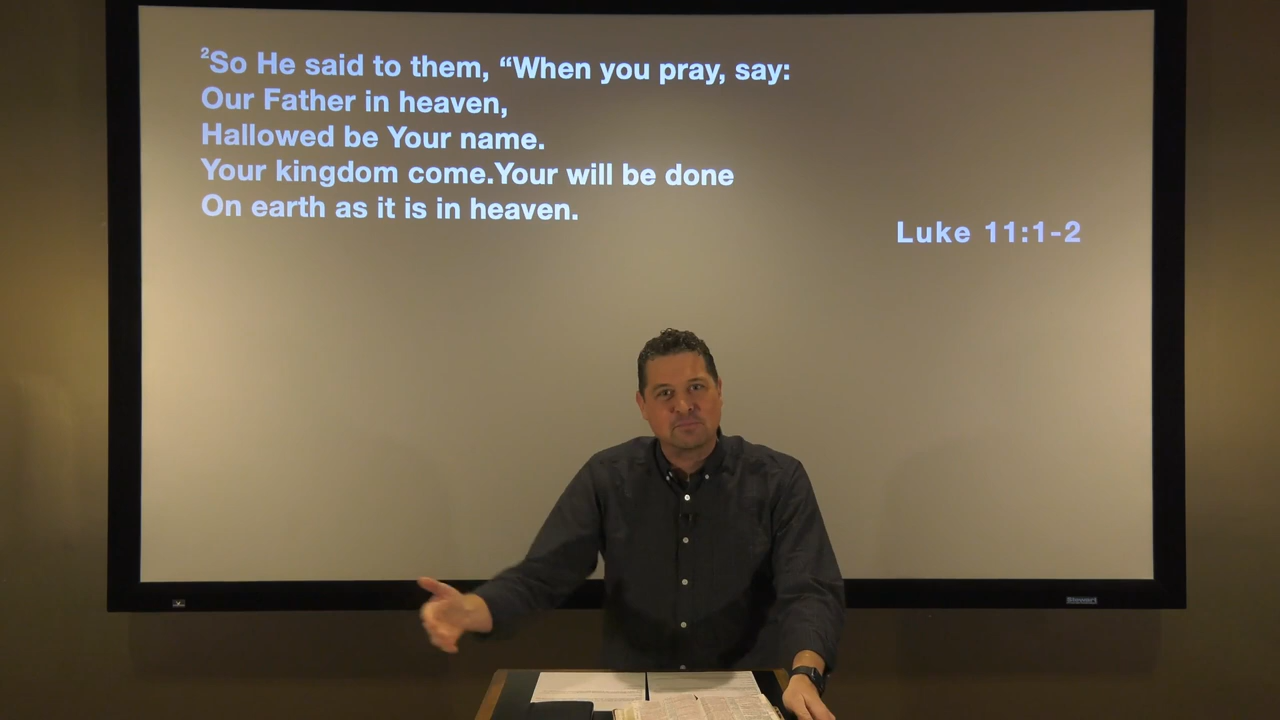 ²So He said to them, “When you pray, say:
Our Father in heaven,
Hallowed be Your name.
Your kingdom come.Your will be done
On earth as it is in heaven.
Luke 11:1-2